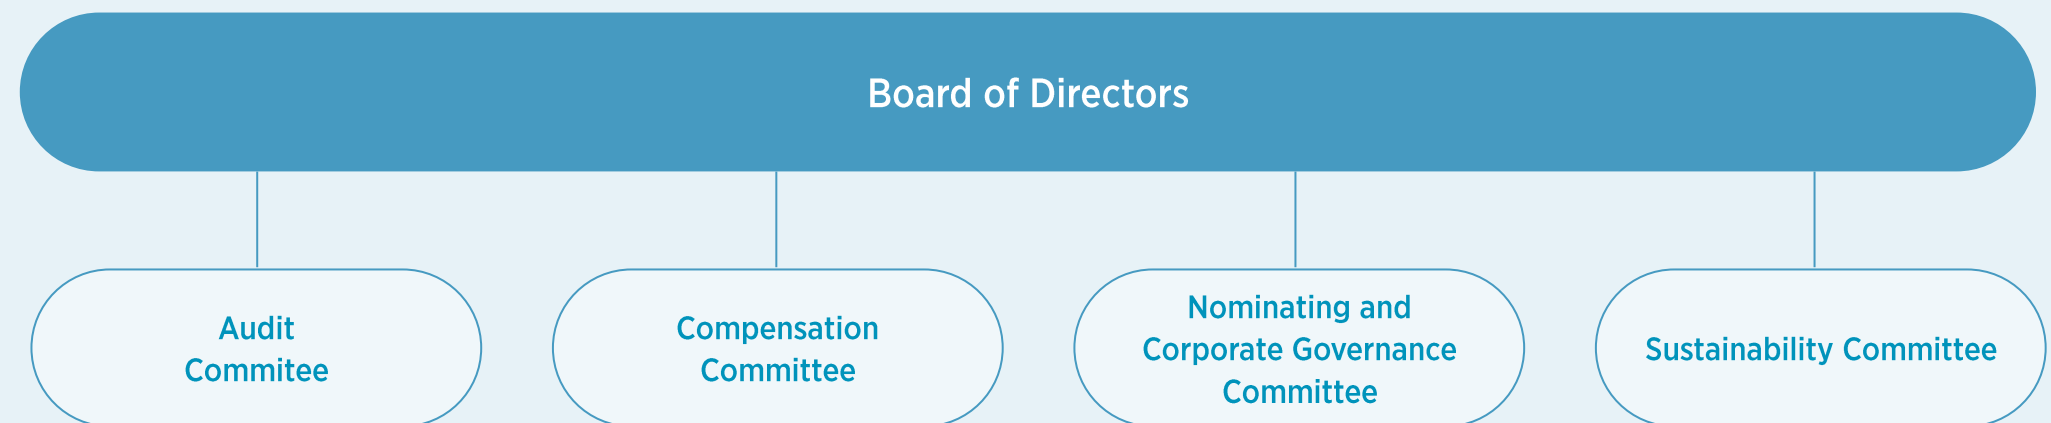 Board of Directors
Audit
Commitee
Compensation
Committee
Nominating and
Corporate Governance
Committee
Sustainability Committee